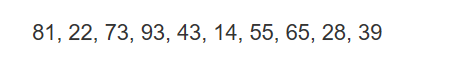 81, 22, 73, 93, 43, 14, 55, 65, 28, 39